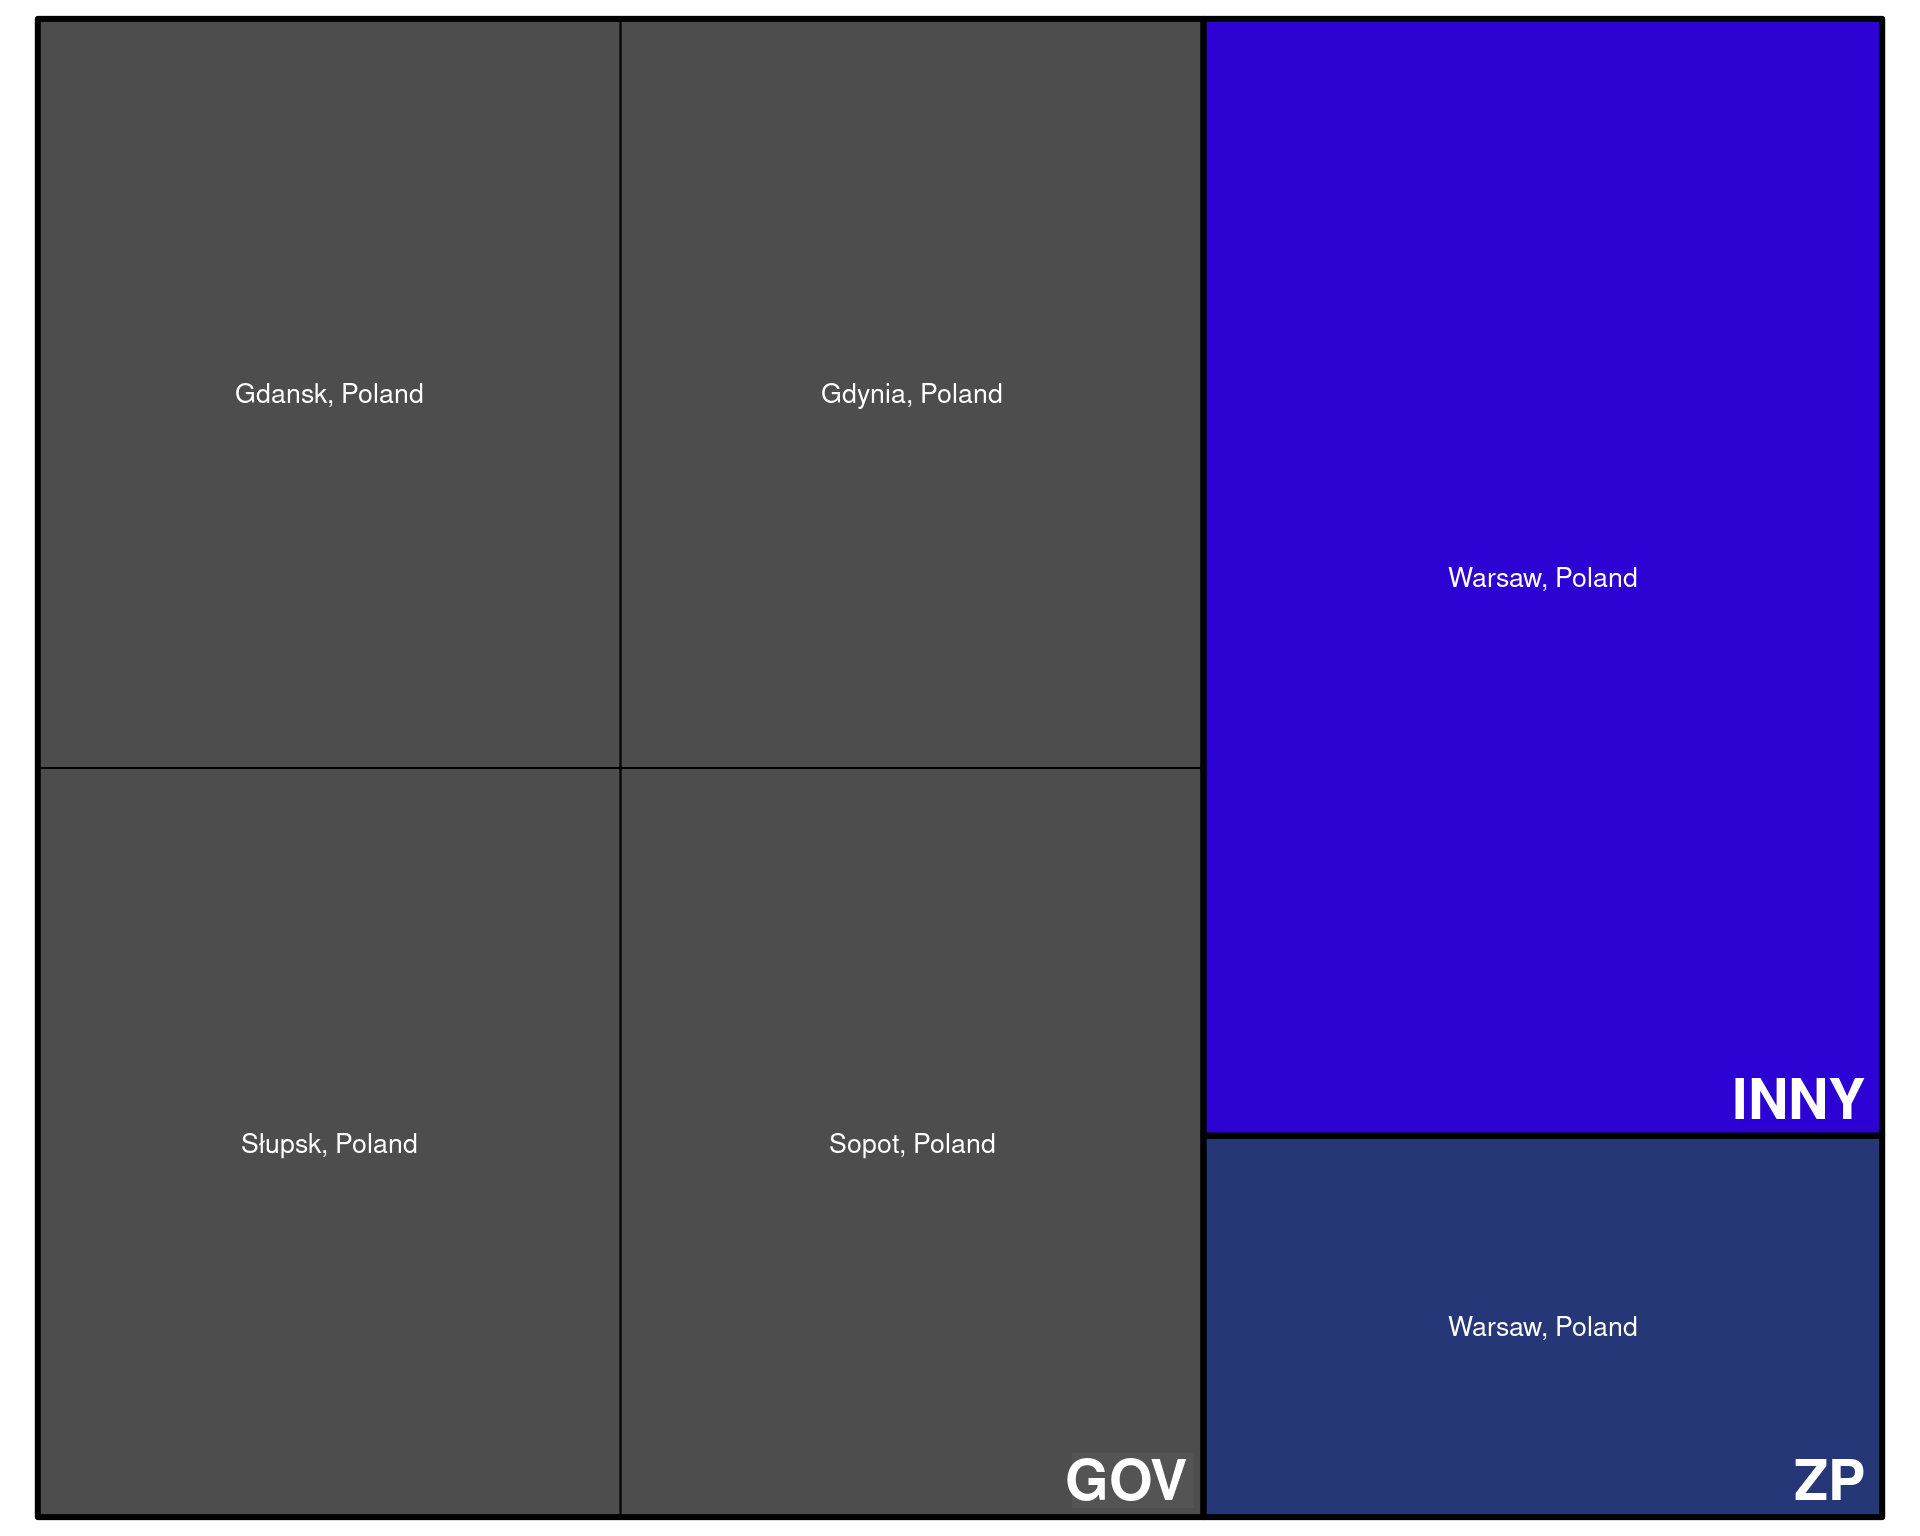 Gdansk, Poland
Gdynia, Poland
Słupsk, Poland
Sopot, Poland
GOV
Warsaw, Poland
INNY
Warsaw, Poland
ZP